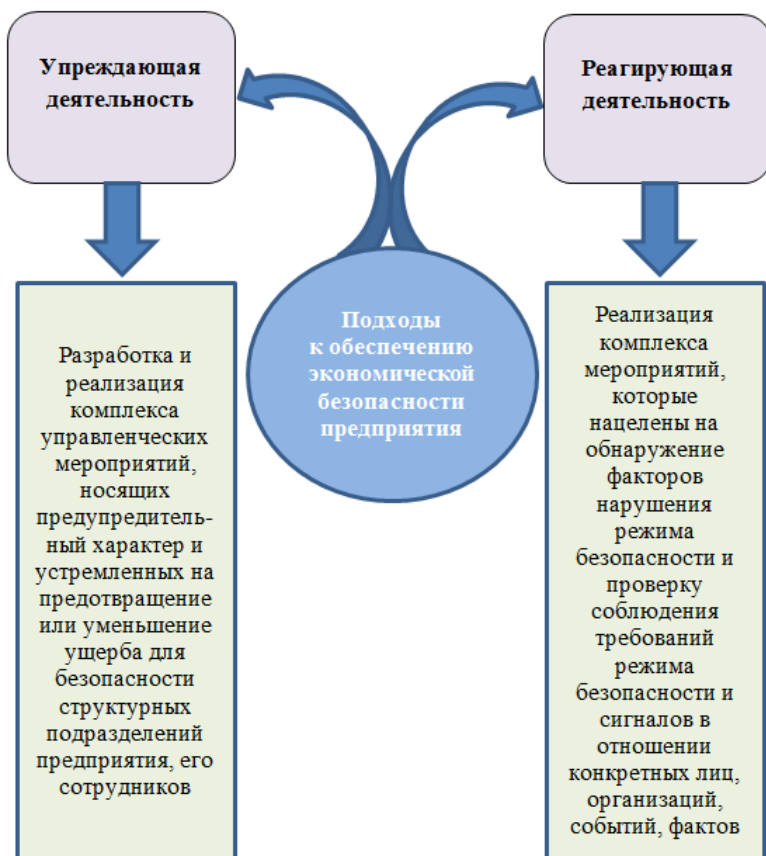 Упреждающая
деятельность
Реагирующая
деятельность
Подходы
к обеспечению
экономической
безопасности
предприятия
Разработка и
реализация
комплекса
управленческих
мероприятий,
носящих
предупредитель-
ный характер и
устремленных на
предотвращение
или уменьшение
ущерба для
безопасности
структурных
подразделений
предприятия, его
сотрудников
Реализация
комплекса
мероприятий,
которые
нацелены на
обнаружение
факторов
нарушения
режима
безопасности и
проверку
соблюдения
требований
режима
безопасности и
сигналов в
отношении
конкретных лиц,
организаций,
событий, фактов